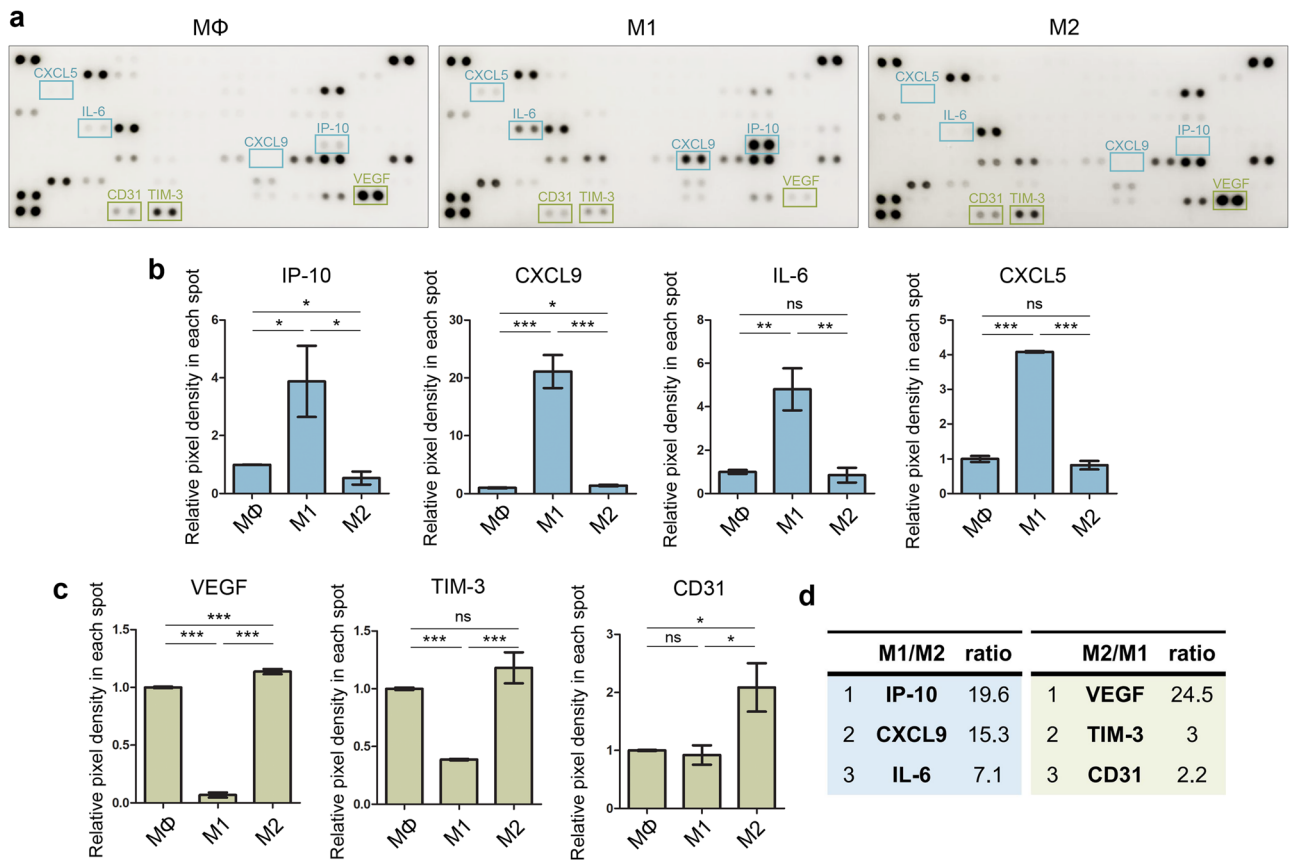 a
MΦ
M1
M2
CXCL5
IL-6
CXCL9
IP-10
CD31
TIM-3
VEGF
CXCL5
IL-6
CXCL9
IP-10
CD31
TIM-3
VEGF
CXCL5
IL-6
CXCL9
IP-10
CD31
TIM-3
VEGF
b
IP-10
Relative pixel density in each spot
*
* *
6
4
2
0
MΦ M1 M2
CXCL9
Relative pixel density in each spot
*
*** ***
30
20
10
0
MΦ M1 M2
IL-6
Relative pixel density in each spot
ns
** **
8
6
4
2
0
MΦ M1 M2
CXCL5
Relative pixel density in each spot
ns
*** ***
5
4
3
2
1
0
MΦ M1 M2
c
VEGF
Relative pixel density in each spot
***
*** ***
1.5
1.0
0.5
0.0
MΦ M1 M2
TIM-3
Relative pixel density in each spot
ns
*** ***
1.5
1.0
0.5
0.0
MΦ M1 M2
CD31
Relative pixel density in each spot
*
ns *
3
2
1
0
MΦ M1 M2
d
M1/M2 ratio
1 IP-10 19.6
2 CXCL9 15.3
3 IL-6 7.1
M2/M1 ratio
1 VEGF 24.5
2 TIM-3 3
3 CD31 2.2